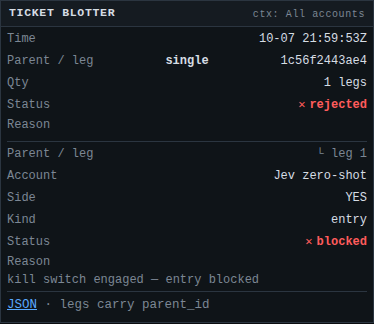 TICKET BLOTTER ctx: All accounts
Time 10-07 21:59:53Z
Parent / leg single 1c56f2443ae4
Qty 1 legs
Status × rejected
Reason
Parent / leg └ leg 1
Account Jev zero-shot
Side YES
Kind entry
Status × blocked
Reason
kill switch engaged — entry blocked
JSON · legs carry parent_id